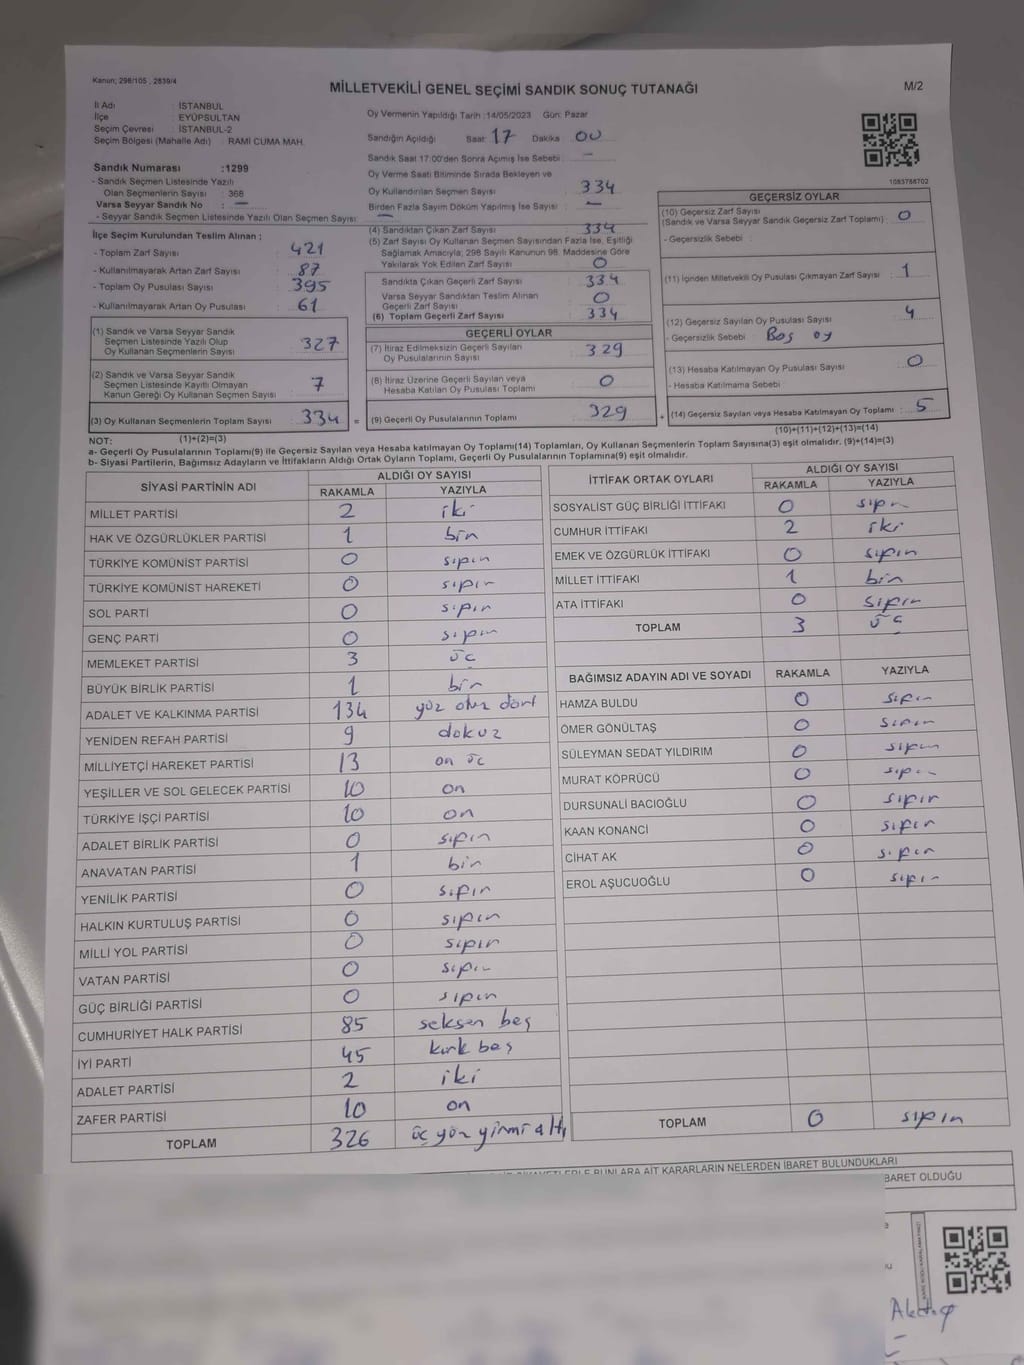 Kanun; 298/105 , 2839/4
MİLLETVEKİLİ GENEL SEÇİMİ SANDIK SONUÇ TUTANAĞI
M/2
İl Adı : İSTANBUL
İlçe : EYÜPSULTAN
Seçim Çevresi : İSTANBUL-2
Seçim Bölgesi (Mahalle Adı) : RAMİ CUMA MAH.
Oy Vermenin Yapıldığı Tarih :14/05/2023 Gün: Pazar
Sandığın Açıldığı Saat: 17 Dakika : 00
Sandık Saat 17:00'den Sonra Açılmış İse Sebebi : —
Oy Verme Saati Bitiminde Sırada Bekleyen ve
Oy Kullandırılan Seçmen Sayısı : 334
Birden Fazla Sayım Döküm Yapılmış İse Sayısı : —
1083788702
Sandık Numarası :1299
- Sandık Seçmen Listesinde Yazılı
Olan Seçmenlerin Sayısı : 368
Varsa Seyyar Sandık No : —
- Seyyar Sandık Seçmen Listesinde Yazılı Olan Seçmen Sayısı: —
İlçe Seçim Kurulundan Teslim Alınan ;
- Toplam Zarf Sayısı : 421
- Kullanılmayarak Artan Zarf Sayısı : 87
- Toplam Oy Pusulası Sayısı : 395
- Kullanılmayarak Artan Oy Pusulası : 61
(1) Sandık ve Varsa Seyyar Sandık
Seçmen Listesinde Yazılı Olup
Oy Kullanan Seçmenlerin Sayısı : 327
(2) Sandık ve Varsa Seyyar Sandık
Seçmen Listesinde Kayıtlı Olmayan
Kanun Gereği Oy Kullanan Seçmen Sayısı : 7
(3) Oy Kullanan Seçmenlerin Toplam Sayısı : 334 =
(4) Sandıktan Çıkan Zarf Sayısı : 334
(5) Zarf Sayısı Oy Kullanan Seçmen Sayısından Fazla İse, Eşitliği
Sağlamak Amacıyla, 298 Sayılı Kanunun 98. Maddesine Göre
Yakılarak Yok Edilen Zarf Sayısı : 0
Sandıkta Çıkan Geçerli Zarf Sayısı : 334
Varsa Seyyar Sandıktan Teslim Alınan
Geçerli Zarf Sayısı : 0
(6) Toplam Geçerli Zarf Sayısı : 334
GEÇERLİ OYLAR
(7) İtiraz Edilmeksizin Geçerli Sayılan
Oy Pusulalarının Sayısı : 329
(8) İtiraz Üzerine Geçerli Sayılan veya
Hesaba Katılan Oy Pusulası Toplamı : 0
(9) Geçerli Oy Pusulalarının Toplamı : 329 +
GEÇERSİZ OYLAR
(10) Geçersiz Zarf Sayısı
(Sandık ve Varsa Seyyar Sandık Geçersiz Zarf Toplamı) : 0
- Geçersizlik Sebebi :
(11) İçinden Milletvekili Oy Pusulası Çıkmayan Zarf Sayısı : 1
(12) Geçersiz Sayılan Oy Pusulası Sayısı : 4
- Geçersizlik Sebebi : Boş oy
(13) Hesaba Katılmayan Oy Pusulası Sayısı : 0
- Hesaba Katılmama Sebebi :
(14) Geçersiz Sayılan veya Hesaba Katılmayan Oy Toplamı : 5
(10)+(11)+(12)+(13)=(14)
NOT: (1)+(2)=(3)
a- Geçerli Oy Pusulalarının Toplamı(9) ile Geçersiz Sayılan veya Hesaba katılmayan Oy Toplamı(14) Toplamları, Oy Kullanan Seçmenlerin Toplam Sayısına(3) eşit olmalıdır. (9)+(14)=(3)
b- Siyasi Partilerin, Bağımsız Adayların ve İttifakların Aldığı Ortak Oyların Toplamı, Geçerli Oy Pusulalarının Toplamına(9) eşit olmalıdır.
SİYASİ PARTİNİN ADI ALDIĞI OY SAYISI
RAKAMLA YAZIYLA
MİLLET PARTİSİ 2 iki
HAK VE ÖZGÜRLÜKLER PARTİSİ 1 bir
TÜRKİYE KOMÜNİST PARTİSİ 0 sıfır
TÜRKİYE KOMÜNİST HAREKETİ 0 sıfır
SOL PARTİ 0 sıfır
GENÇ PARTİ 0 sıfır
MEMLEKET PARTİSİ 3 üç
BÜYÜK BİRLİK PARTİSİ 1 bir
ADALET VE KALKINMA PARTİSİ 134 yüz otuz dört
YENİDEN REFAH PARTİSİ 9 dokuz
MİLLİYETÇİ HAREKET PARTİSİ 13 on üç
YEŞİLLER VE SOL GELECEK PARTİSİ 10 on
TÜRKİYE İŞÇİ PARTİSİ 10 on
ADALET BİRLİK PARTİSİ 0 sıfır
ANAVATAN PARTİSİ 1 bir
YENİLİK PARTİSİ 0 sıfır
HALKIN KURTULUŞ PARTİSİ 0 sıfır
MİLLİ YOL PARTİSİ 0 sıfır
VATAN PARTİSİ 0 sıfır
GÜÇ BİRLİĞİ PARTİSİ 0 sıfır
CUMHURİYET HALK PARTİSİ 85 seksen beş
İYİ PARTİ 45 kırk beş
ADALET PARTİSİ 2 iki
ZAFER PARTİSİ 10 on
TOPLAM 326 üç yüz yirmi altı
İTTİFAK ORTAK OYLARI ALDIĞI OY SAYISI
RAKAMLA YAZIYLA
SOSYALİST GÜÇ BİRLİĞİ İTTİFAKI 0 sıfır
CUMHUR İTTİFAKI 2 iki
EMEK VE ÖZGÜRLÜK İTTİFAKI 0 sıfır
MİLLET İTTİFAKI 1 bir
ATA İTTİFAKI 0 sıfır
TOPLAM 3 üç
BAĞIMSIZ ADAYIN ADI VE SOYADI RAKAMLA YAZIYLA
HAMZA BULDU 0 sıfır
ÖMER GÖNÜLTAŞ 0 sıfır
SÜLEYMAN SEDAT YILDIRIM 0 sıfır
MURAT KÖPRÜCÜ 0 sıfır
DURSUNALİ BACIOĞLU 0 sıfır
KAAN KONANCİ 0 sıfır
CİHAT AK 0 sıfır
EROL AŞUCUOĞLU 0 sıfır
TOPLAM 0 sıfır
BUNLARA AİT KARARLARIN NELERDEN İBARET BULUNDUKLARI
BARET OLDUĞU